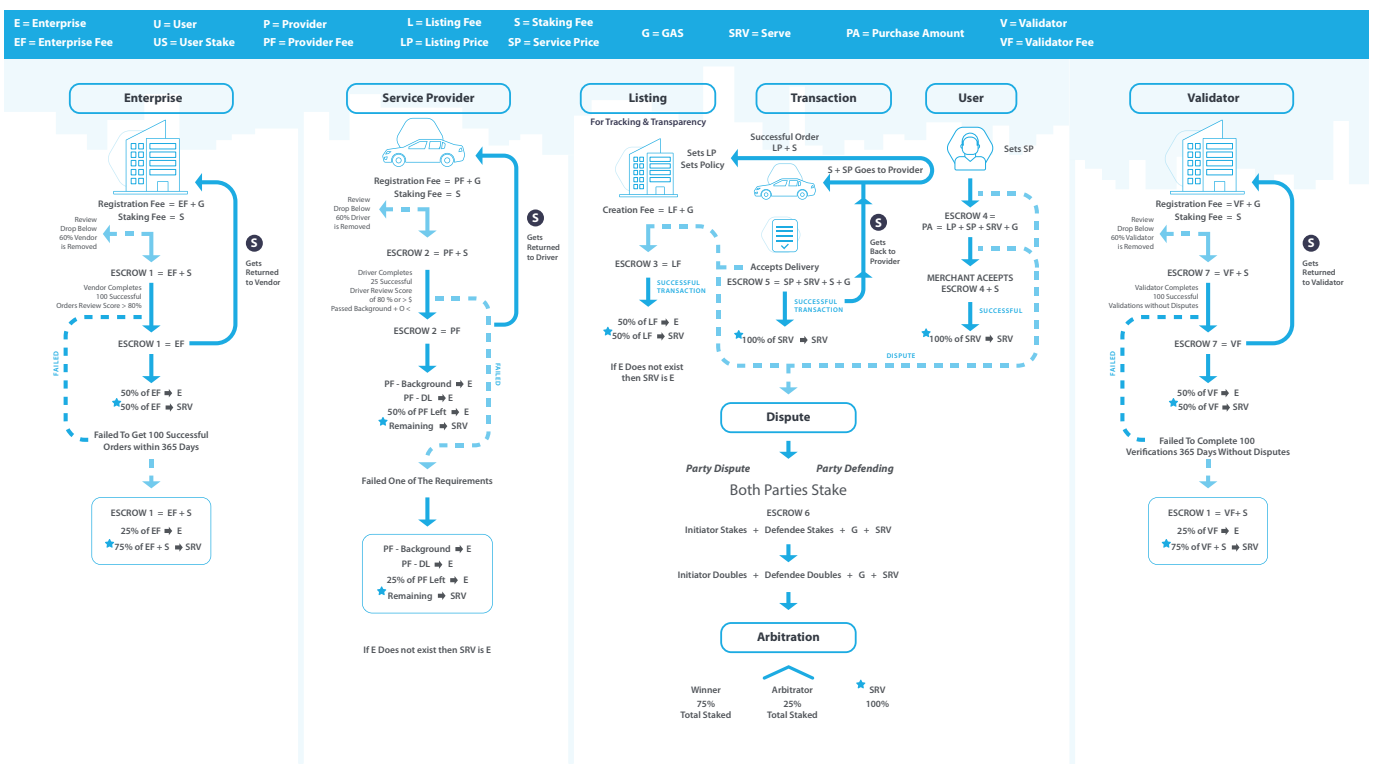 E = Enterprise
EF = Enterprise Fee
U = User
US = User Stake
P = Provider
PF = Provider Fee
L = Listing Fee
LP = Listing Price
S = Staking Fee
SP = Service Price
G = GAS
SRV = Serve
PA = Purchase Amount
V = Validator
VF = Validator Fee
Enterprise
Registration Fee = EF + G
Staking Fee = S
Review
Drop Below
60% Vendor
is Removed
S
Gets
Returned
to Vendor
ESCROW 1 = EF + S
Vendor Completes
100 Successful
Orders Review Score > 80%
ESCROW 1 = EF
FAILED
50% of EF ➡ E
50% of EF ➡ SRV
Failed To Get 100 Successful
Orders within 365 Days
ESCROW 1 = EF + S
25% of EF ➡ E
75% of EF + S ➡ SRV
Service Provider
Registration Fee = PF + G
Staking Fee = S
Review
Drop Below
60% Driver
is Removed
S
Gets
Returned
to Driver
ESCROW 2 = PF + S
Driver Completes
25 Successful
Driver Review Score
of 80 % or > $
Passed Background + O <
ESCROW 2 = PF
FAILED
PF - Background ➡ E
PF - DL ➡ E
50% of PF Left ➡ E
Remaining ➡ SRV
Failed One of The Requirements
PF - Background ➡ E
PF - DL ➡ E
25% of PF Left ➡ E
Remaining ➡ SRV
If E Does not exist then SRV is E
Listing
For Tracking & Transparency
Sets LP
Sets Policy
Creation Fee = LF + G
ESCROW 3 = LF
SUCCESSFUL
TRANSACTION
50% of LF ➡ E
50% of LF ➡ SRV
If E Does not exist
then SRV is E
Transaction
Successful Order
LP + S
S + SP Goes to Provider
S
Gets
Back to
Provider
Accepts Delivery
ESCROW 5 = SP + SRV + S + G
SUCCESSFUL
TRANSACTION
100% of SRV ➡ SRV
User
Sets SP
ESCROW 4 =
PA = LP + SP + SRV + G
MERCHANT ACEEPTS
ESCROW 4 + S
SUCCESSFUL
100% of SRV ➡ SRV
DISPUTE
Dispute
Party Dispute
Party Defending
Both Parties Stake
ESCROW 6
Initiator Stakes + Defendee Stakes + G + SRV
Initiator Doubles + Defendee Doubles + G + SRV
Arbitration
Winner
75%
Total Staked
Arbitrator
25%
Total Staked
SRV
100%
Validator
Registration Fee = VF + G
Staking Fee = S
Review
Drop Below
60% Validator
is Removed
S
Gets
Returned
to Validator
ESCROW 7 = VF + S
Validator Completes
100 Successful
Validations without Disputes
ESCROW 7 = VF
FAILED
50% of VF ➡ E
50% of VF ➡ SRV
Failed To Complete 100
Verifications 365 Days Without Disputes
ESCROW 1 = VF+ S
25% of VF ➡ E
75% of VF + S ➡ SRV